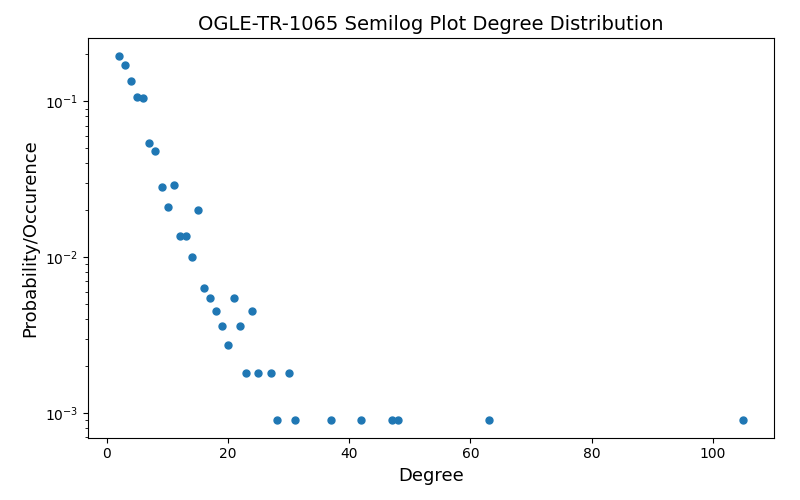 OGLE-TR-1065 Semilog Plot Degree Distribution
Probability/Occurence
10⁻¹
10⁻²
10⁻³
0 20 40 60 80 100
Degree